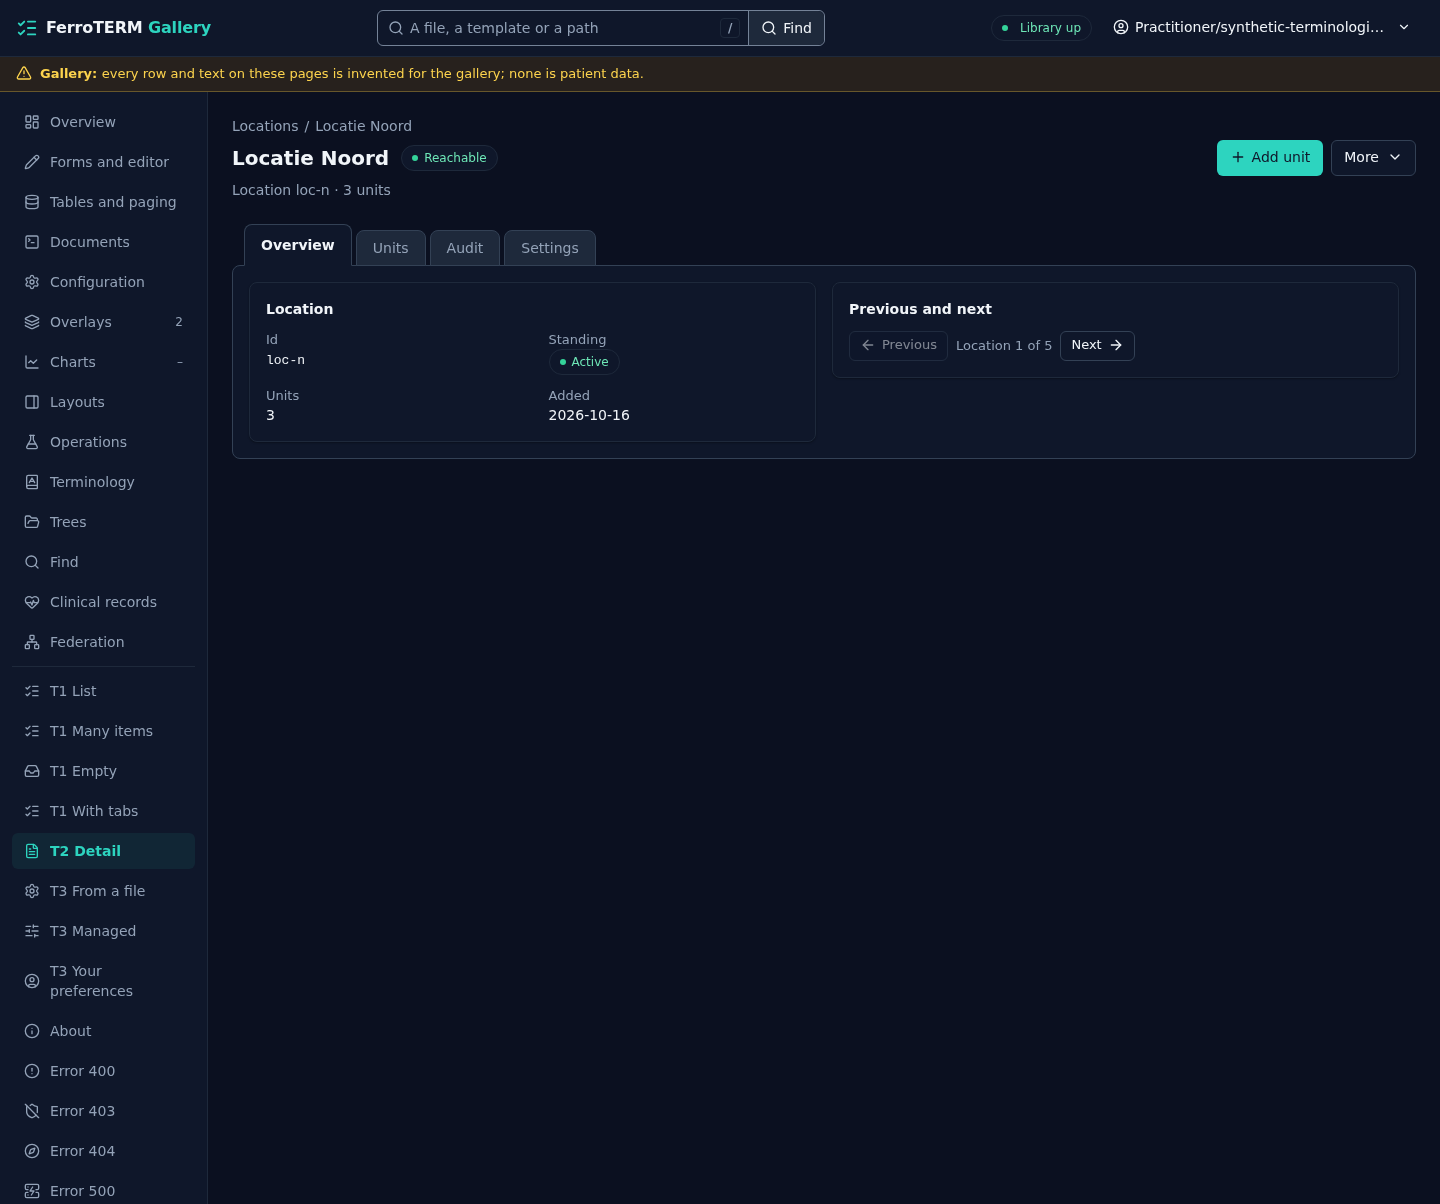 FerroTERM Gallery
A file, a template or a path
/
Find
Library up
Practitioner/synthetic-terminologi…
Gallery: every row and text on these pages is invented for the gallery; none is patient data.
Overview
Forms and editor
Tables and paging
Documents
Configuration
Overlays 2
Charts –
Layouts
Operations
Terminology
Trees
Find
Clinical records
Federation
T1 List
T1 Many items
T1 Empty
T1 With tabs
T2 Detail
T3 From a file
T3 Managed
T3 Your
preferences
About
Error 400
Error 403
Error 404
Error 500
Locations / Locatie Noord
Locatie Noord
Reachable
Add unit
More
Location loc-n · 3 units
Overview
Units
Audit
Settings
Location
Id
loc-n
Standing
Active
Units
3
Added
2026-10-16
Previous and next
Previous
Location 1 of 5
Next